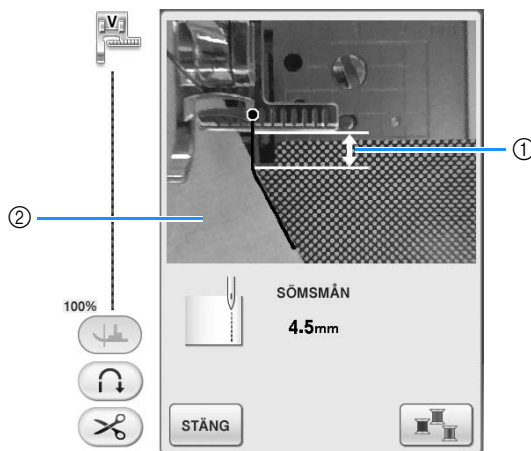 V
①
②
100%
SÖMSMÅN
4.5mm
STÄNG